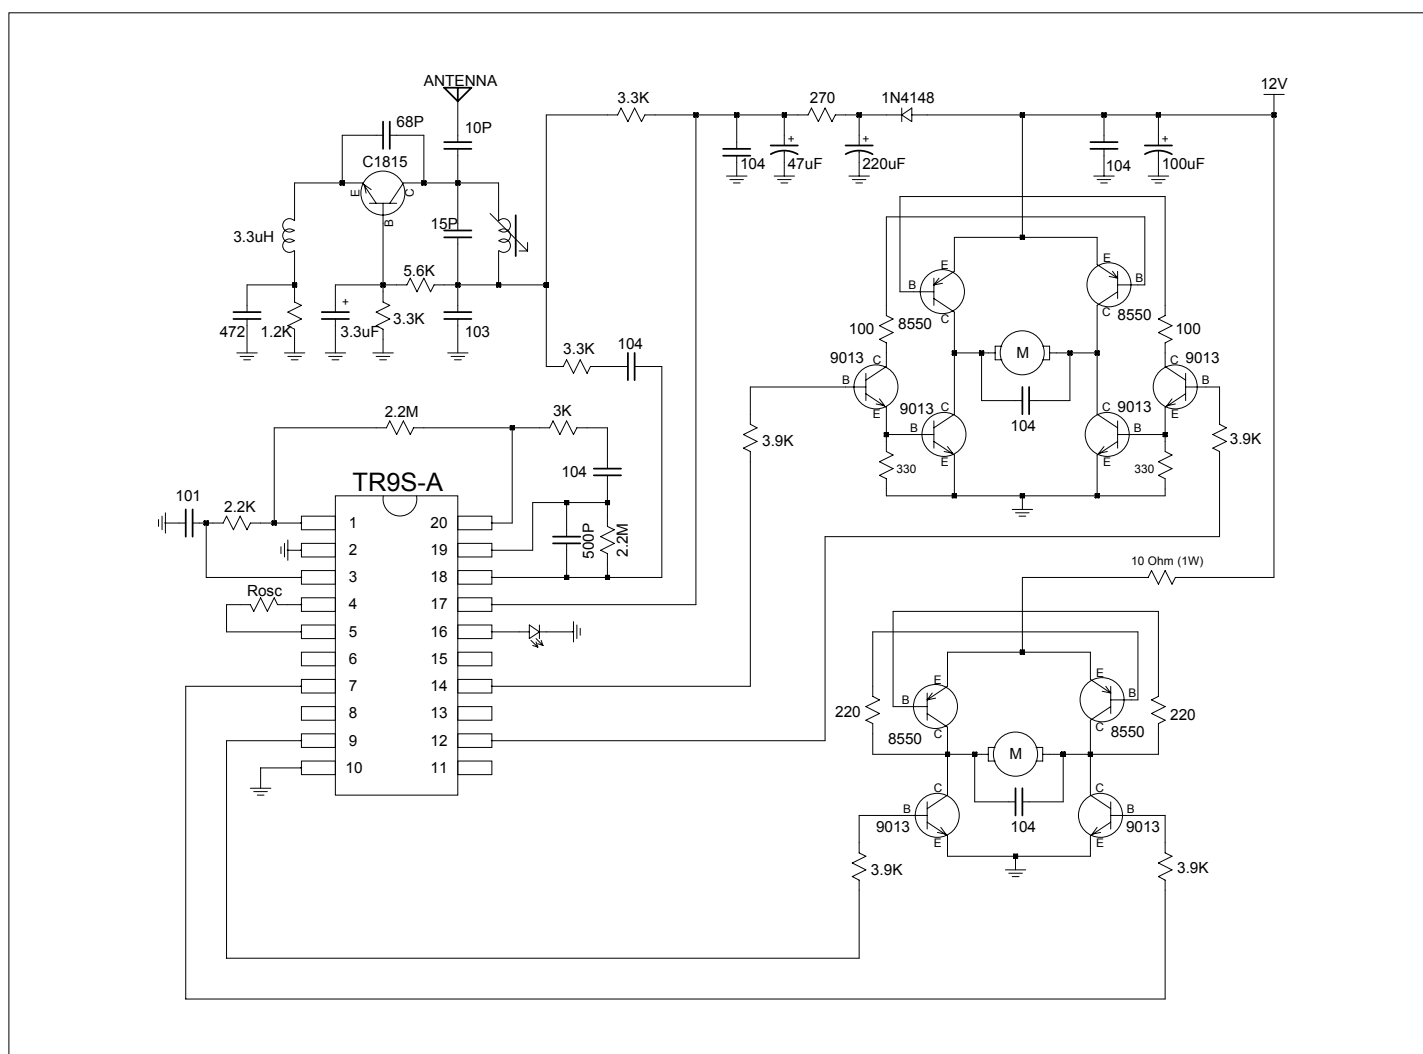 ANTENNA
12V
3.3K
270
1N4148
68P
10P
C1815
104
47uF
220uF
104
100uF
E
C
B
15P
3.3uH
5.6K
472
1.2K
3.3uF
3.3K
103
3.3K
104
E
B
C
8550
E
B
C
8550
100
100
M
104
9013
B
C
E
9013
B
C
E
9013
C
B
E
9013
C
B
E
330
330
3.9K
3.9K
2.2M
3K
104
TR9S-A
101
2.2K
500P
2.2M
Rosc
1
2
3
4
5
6
7
8
9
10
20
19
18
17
16
15
14
13
12
11
10 Ohm (1W)
E
B
C
8550
E
B
C
8550
220
220
M
104
C
B
E
9013
C
B
E
9013
3.9K
3.9K